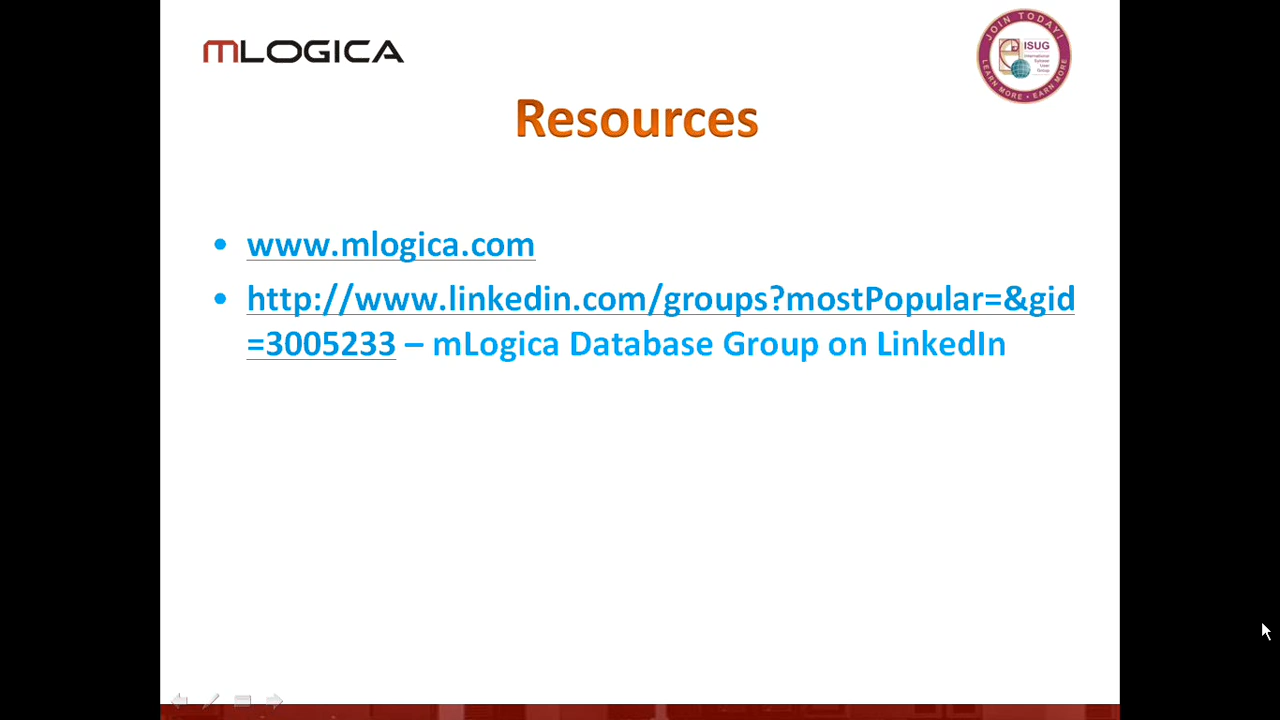 mLOGICA
JOIN TODAY!
ISUG
International
Sybase
User
Group
LEARN MORE • EARN MORE
Resources
• www.mlogica.com
• http://www.linkedin.com/groups?mostPopular=&gid
=3005233 – mLogica Database Group on LinkedIn